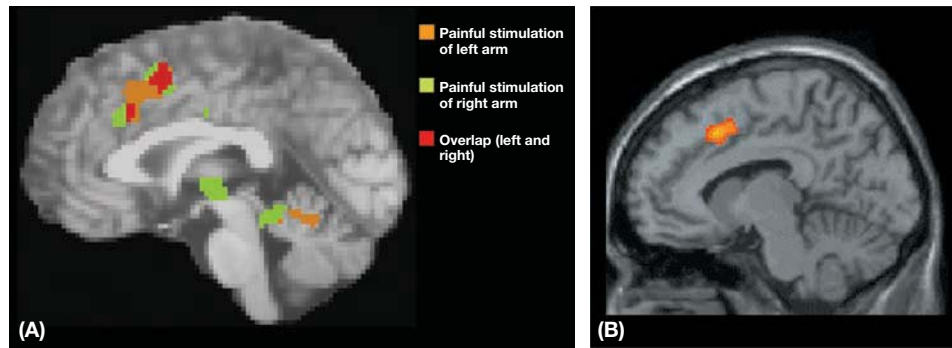 Painful stimulation
of left arm
Painful stimulation
of right arm
Overlap (left and
right)
(A)
(B)